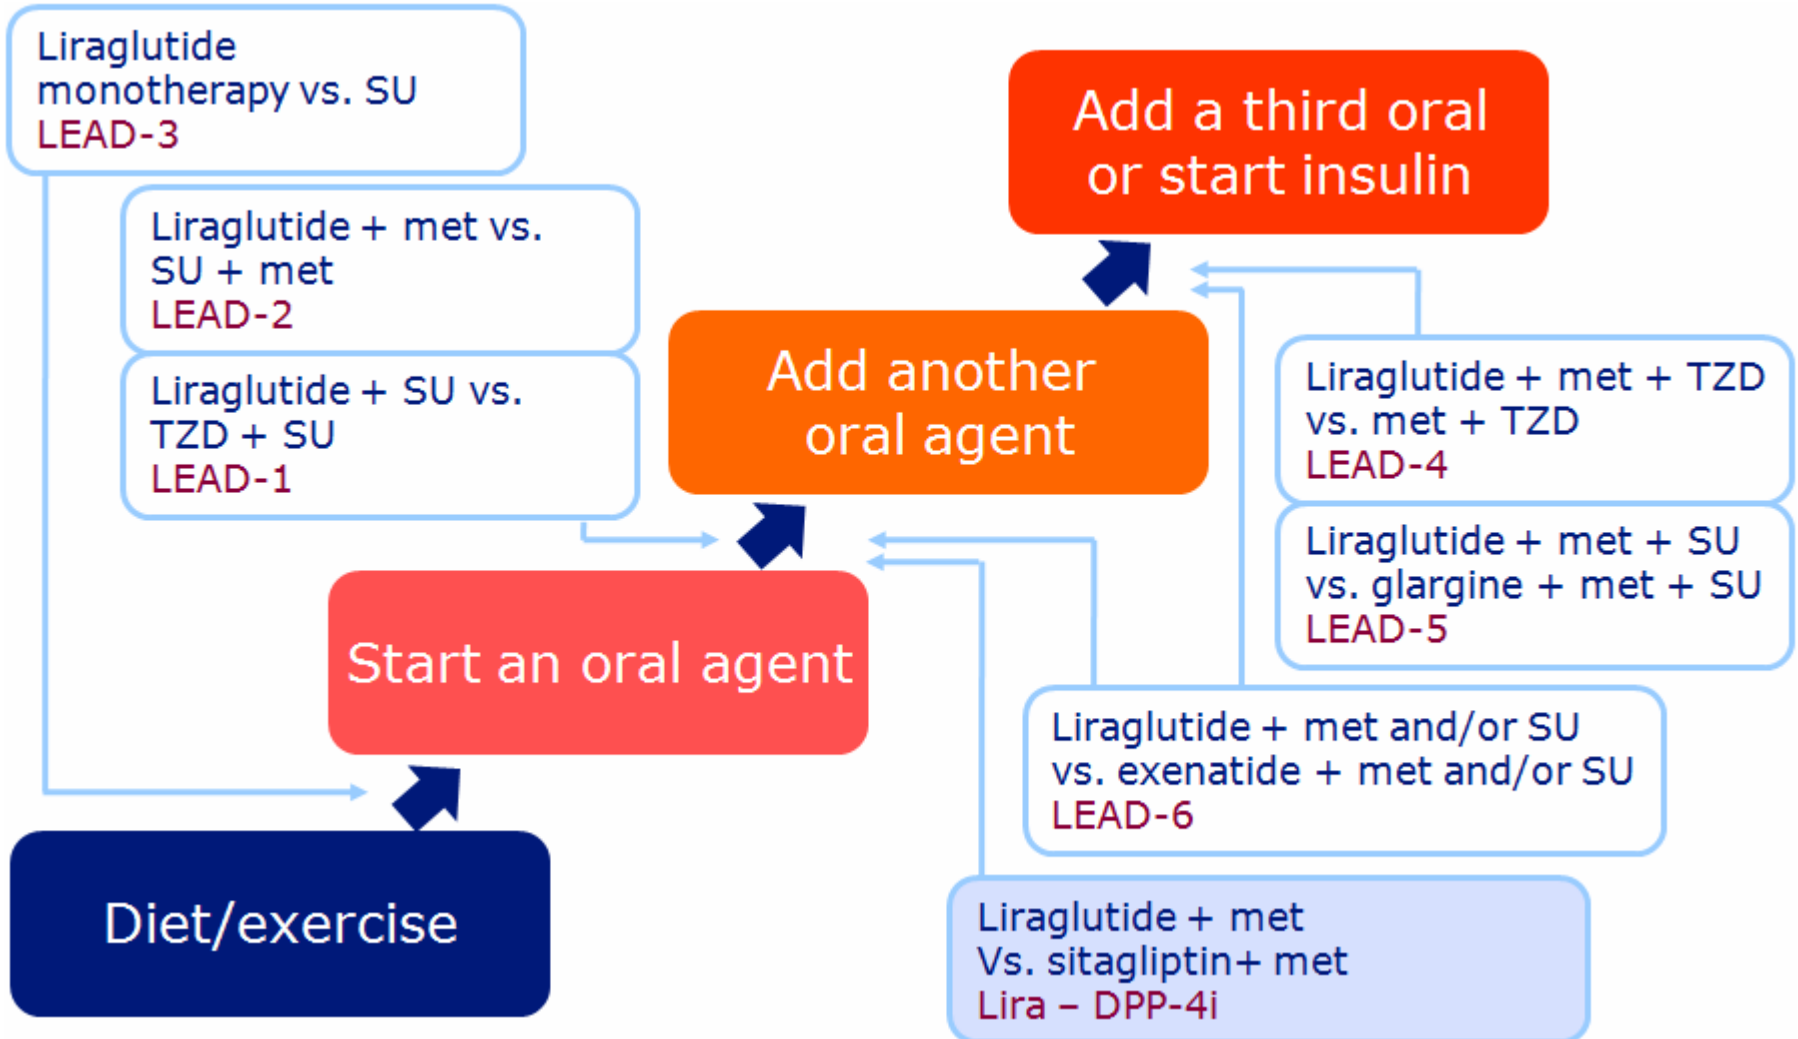 Liraglutide
monotherapy vs. SU
LEAD-3
Liraglutide + met vs.
SU + met
LEAD-2
Liraglutide + SU vs.
TZD + SU
LEAD-1
Add a third oral
or start insulin
Add another
oral agent
Start an oral agent
Diet/exercise
Liraglutide + met + TZD
vs. met + TZD
LEAD-4
Liraglutide + met + SU
vs. glargine + met + SU
LEAD-5
Liraglutide + met and/or SU
vs. exenatide + met and/or SU
LEAD-6
Liraglutide + met
Vs. sitagliptin+ met
Lira – DPP-4i